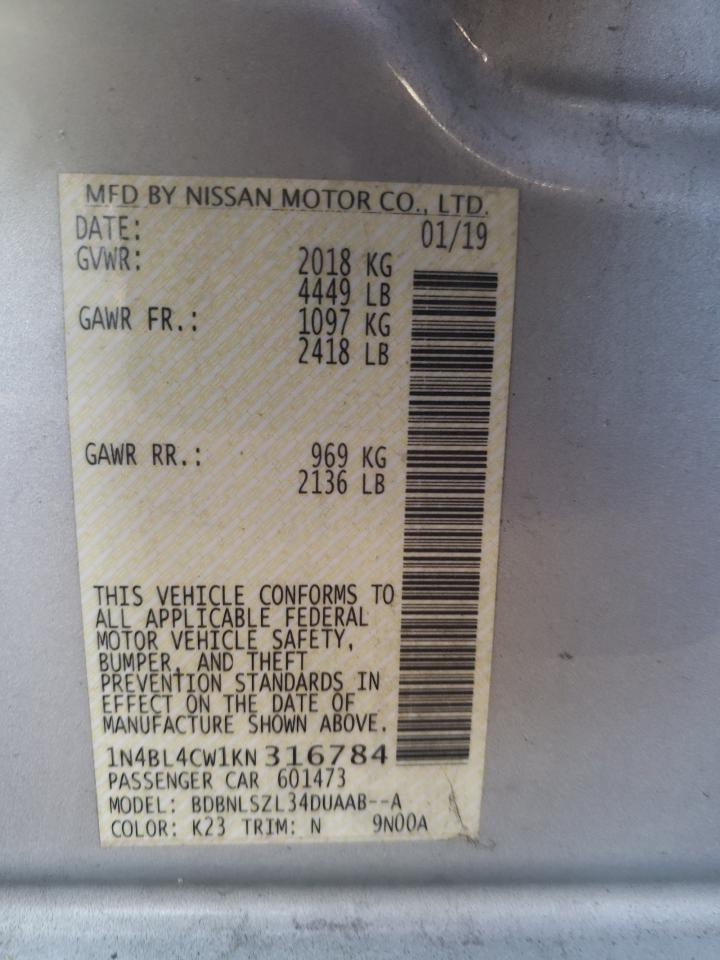 MFD BY NISSAN MOTOR CO., LTD.
DATE: 01/19
GVWR: 2018 KG
4449 LB
GAWR FR.: 1097 KG
2418 LB
GAWR RR.: 969 KG
2136 LB
THIS VEHICLE CONFORMS TO
ALL APPLICABLE FEDERAL
MOTOR VEHICLE SAFETY,
BUMPER, AND THEFT
PREVENTION STANDARDS IN
EFFECT ON THE DATE OF
MANUFACTURE SHOWN ABOVE.
1N4BL4CW1KN316784
PASSENGER CAR 601473
MODEL: BDBNLSZL34DUAAB--A
COLOR: K23 TRIM: N 9N00A